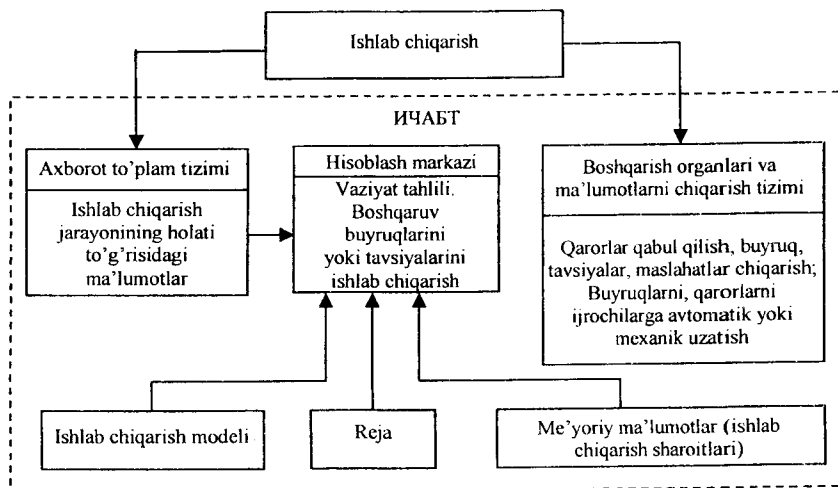 Ishlab chiqarish
ИЧАБТ
Axborot to’plam tizimi
Ishlab chiqarish
jarayonining holati
to’g’risidagi
ma’lumotlar
Hisoblash markazi
Vaziyat tahlili.
Boshqaruv
buyruqlarini
yoki tavsiyalarini
ishlab chiqarish
Boshqarish organlari va
ma’lumotlarni chiqarish tizimi
Qarorlar qabul qilish, buyruq,
tavsiyalar, maslahatlar chiqarish;
Buyruqlarni, qarorlarni
ijrochilarga avtomatik yoki
mexanik uzatish
Ishlab chiqarish modeli
Reja
Me’yoriy ma’lumotlar (ishlab
chiqarish sharoitlari)